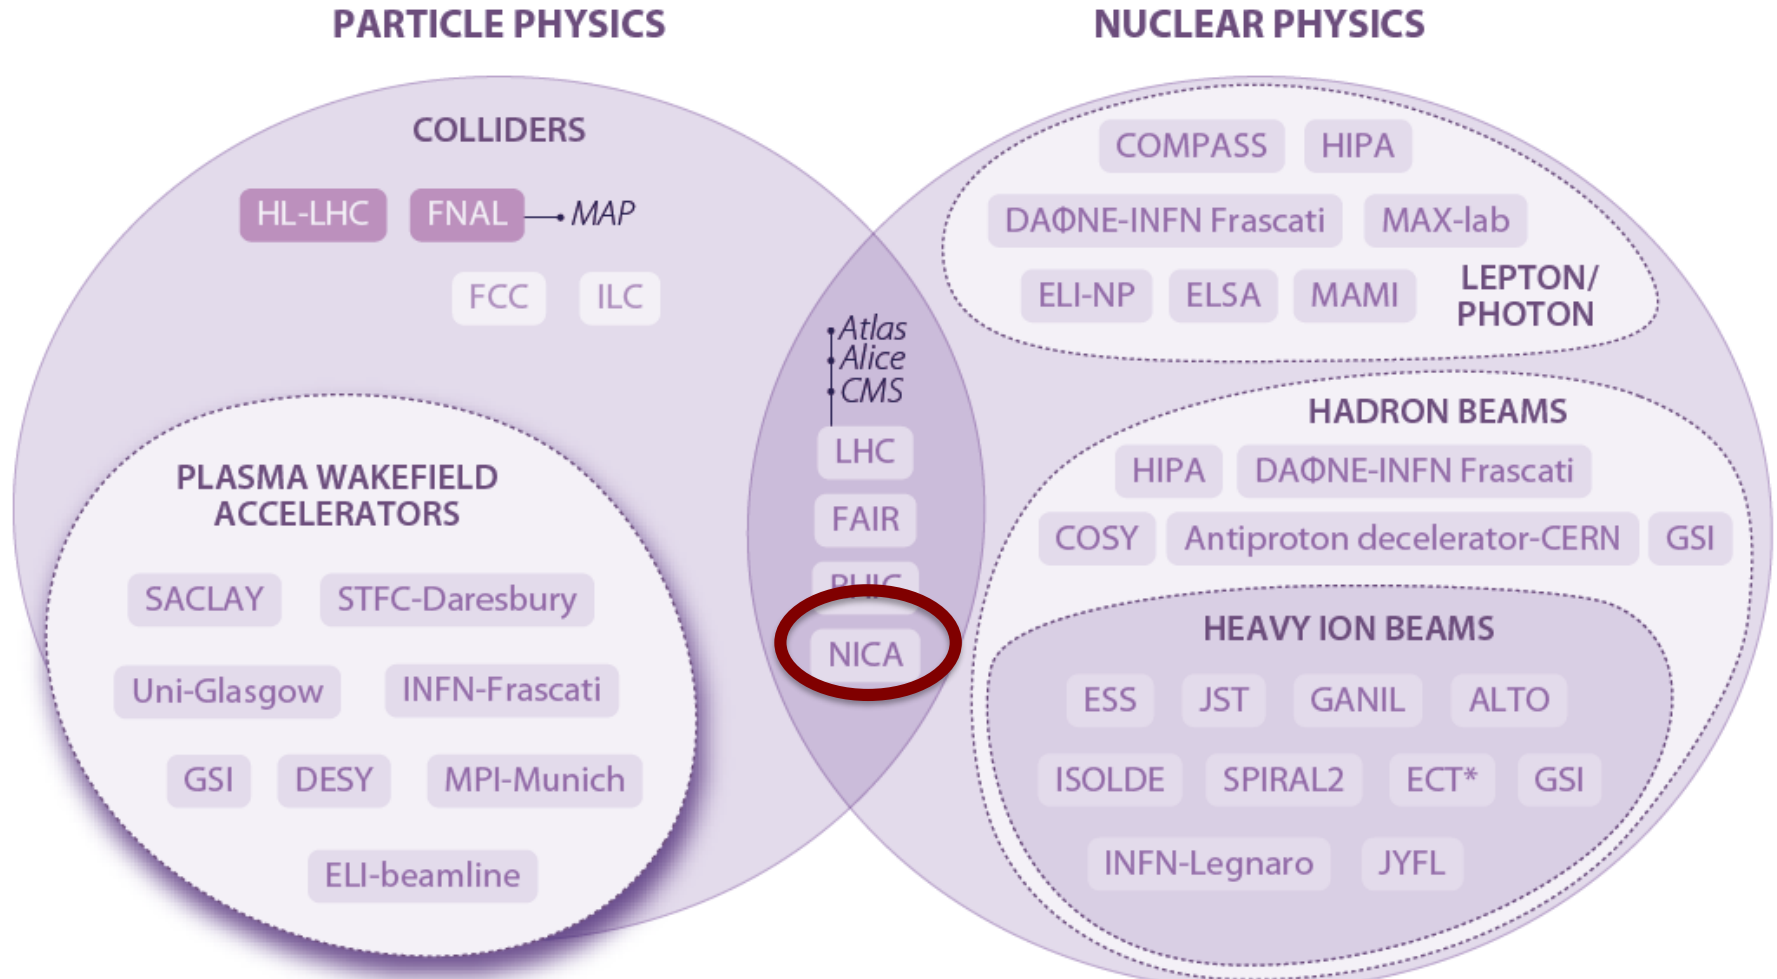 PARTICLE PHYSICS
NUCLEAR PHYSICS
COLLIDERS
HL-LHC
FNAL
MAP
FCC
ILC
PLASMA WAKEFIELD
ACCELERATORS
SACLAY
STFC-Daresbury
Uni-Glasgow
INFN-Frascati
GSI
DESY
MPI-Munich
ELI-beamline
Atlas
Alice
CMS
LHC
FAIR
RHIC
NICA
COMPASS
HIPA
DAΦNE-INFN Frascati
MAX-lab
ELI-NP
ELSA
MAMI
LEPTON/
PHOTON
HADRON BEAMS
HIPA
DAΦNE-INFN Frascati
COSY
Antiproton decelerator-CERN
GSI
HEAVY ION BEAMS
ESS
JST
GANIL
ALTO
ISOLDE
SPIRAL2
ECT*
GSI
INFN-Legnaro
JYFL